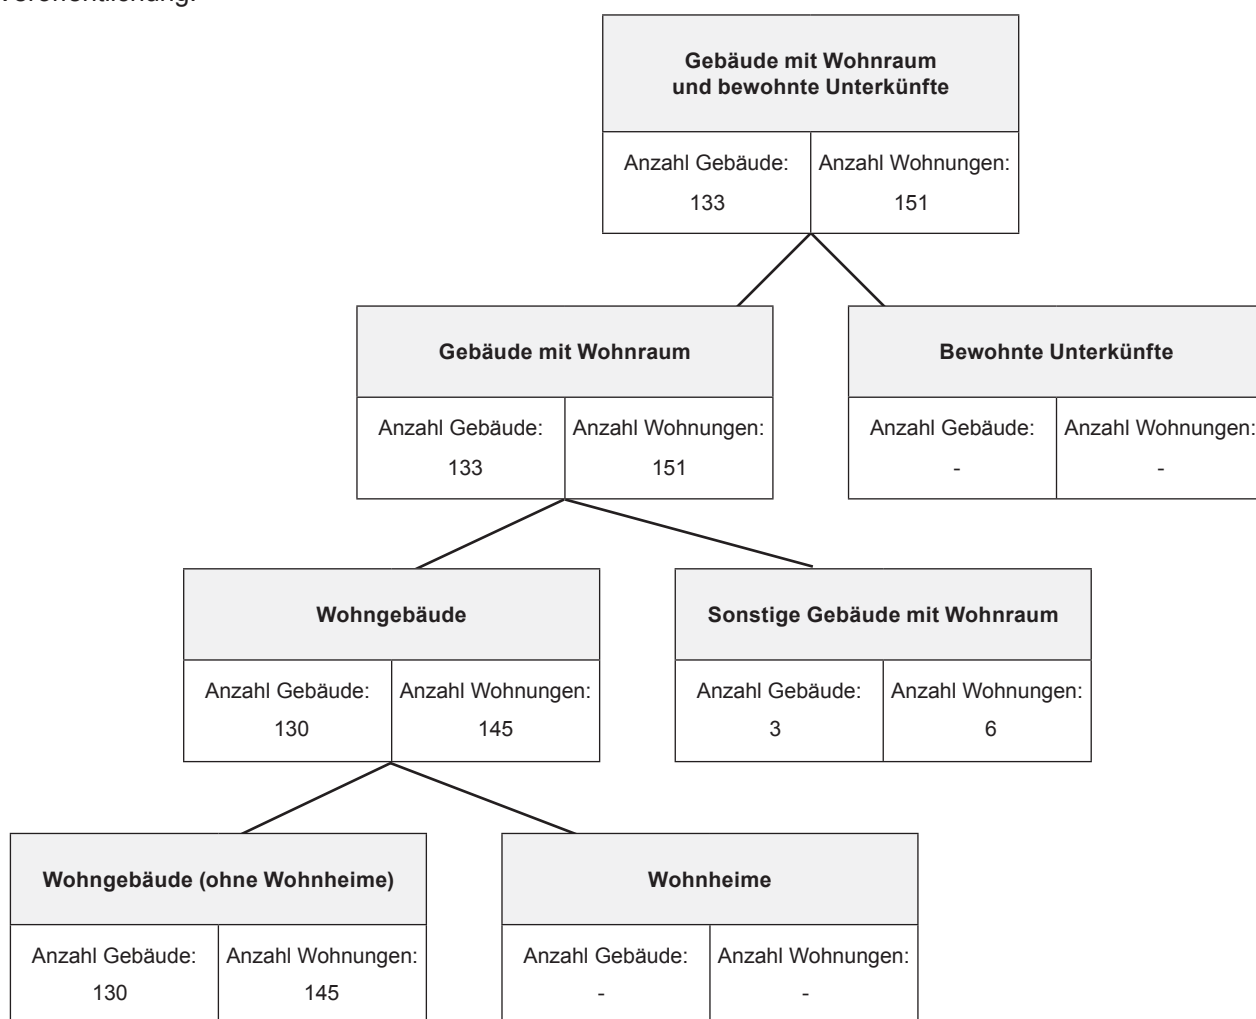 Veröffentlichung.
Gebäude mit Wohnraum
und bewohnte Unterkünfte
Anzahl Gebäude: Anzahl Wohnungen:
133 151
Gebäude mit Wohnraum Bewohnte Unterkünfte
Anzahl Gebäude: Anzahl Wohnungen: Anzahl Gebäude: Anzahl Wohnungen:
133 151 - -
Wohngebäude Sonstige Gebäude mit Wohnraum
Anzahl Gebäude: Anzahl Wohnungen: Anzahl Gebäude: Anzahl Wohnungen:
130 145 3 6
Wohngebäude (ohne Wohnheime) Wohnheime
Anzahl Gebäude: Anzahl Wohnungen: Anzahl Gebäude: Anzahl Wohnungen:
130 145 - -